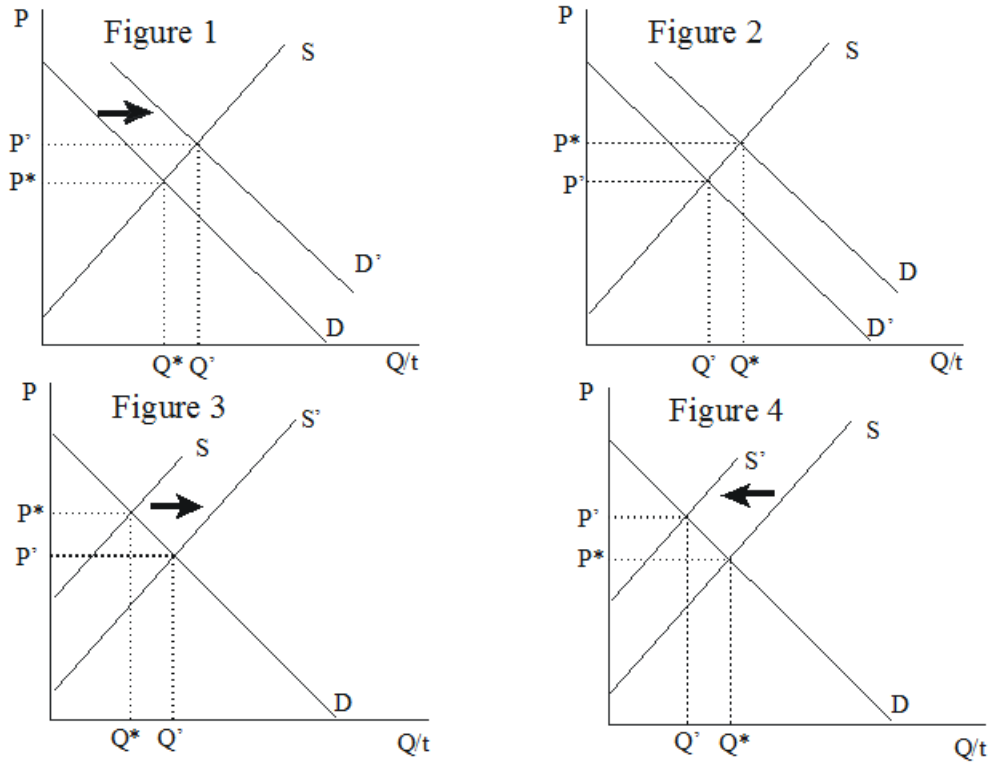 P
Figure 1
S
P’
P*
D’
D
Q* Q’ Q/t
P
Figure 2
S
P*
P’
D
D’
Q’ Q* Q/t
P
Figure 3
S’
S
P*
P’
D
Q* Q’ Q/t
P
Figure 4
S
S’
P’
P*
D
Q’ Q* Q/t